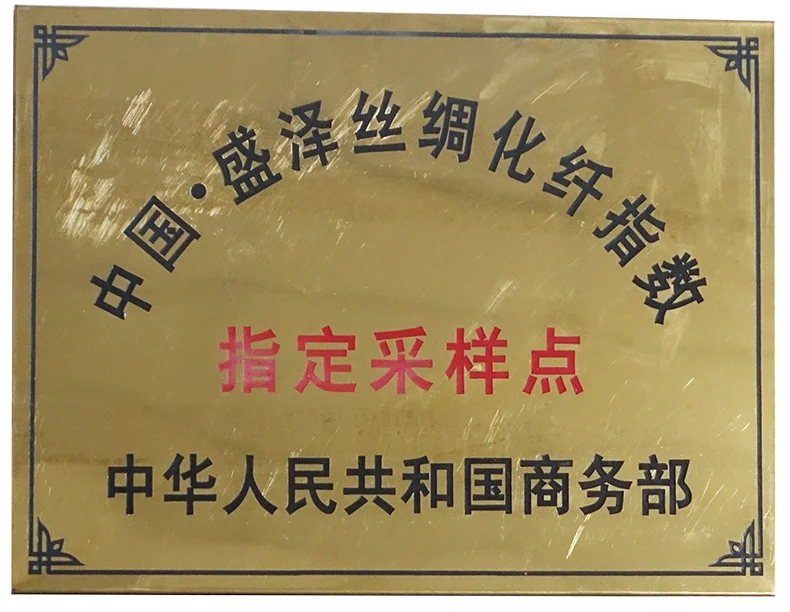 中国·盛泽丝绸化纤指数
指定采样点
中华人民共和国商务部